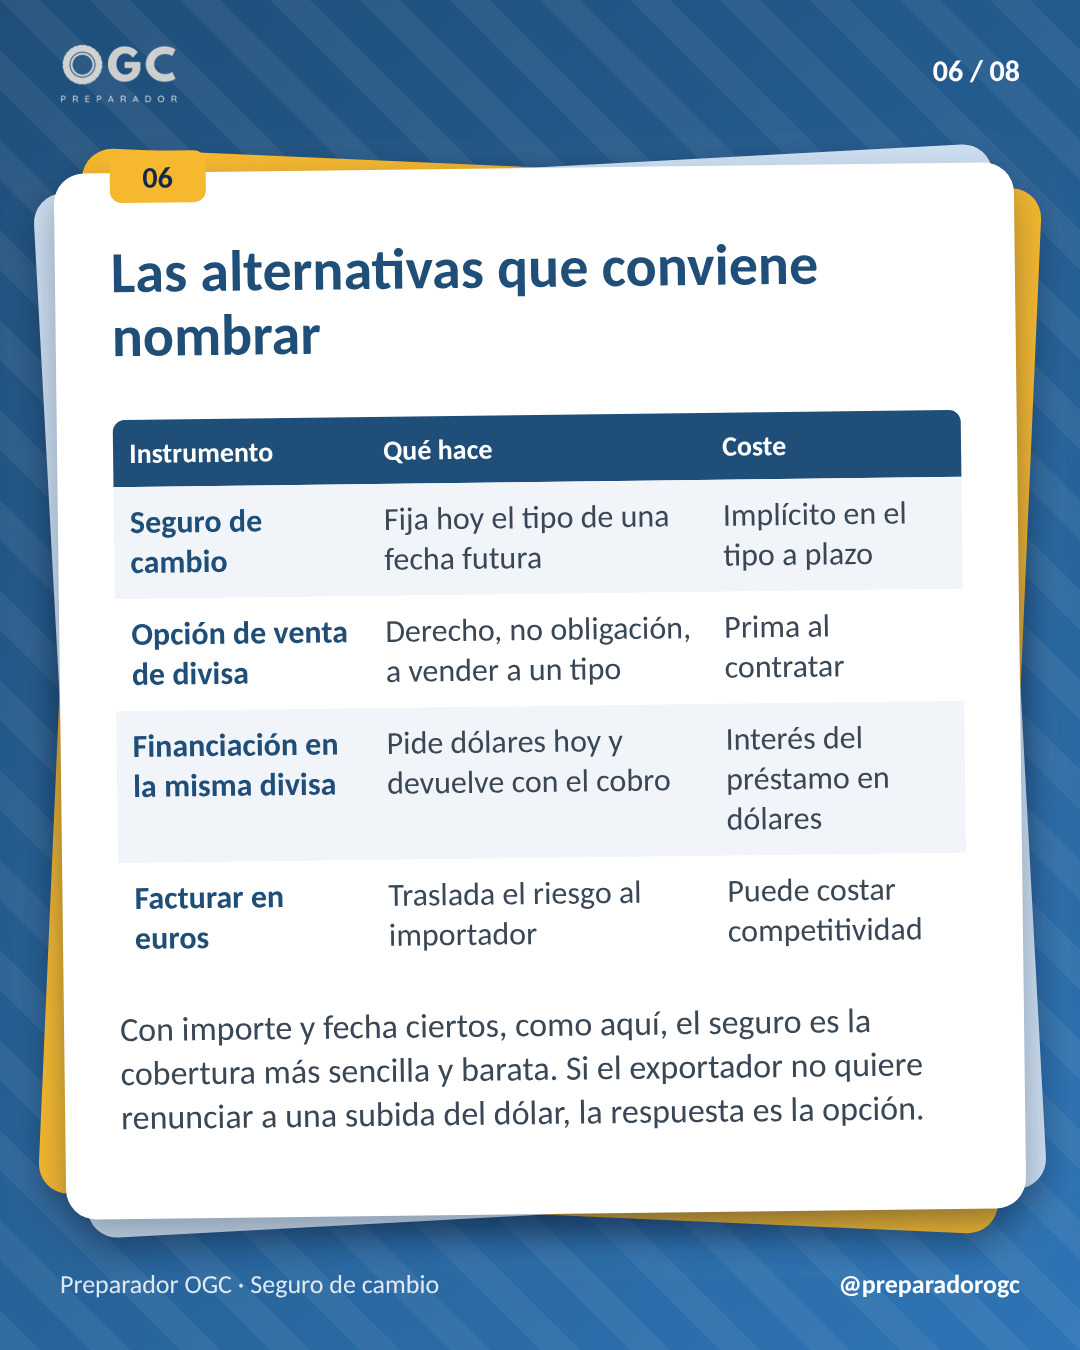 OGC
PREPARADOR
06 / 08
06
Las alternativas que conviene
nombrar
Instrumento Qué hace Coste
Seguro de cambio Fija hoy el tipo de una fecha futura Implícito en el tipo a plazo
Opción de venta de divisa Derecho, no obligación, a vender a un tipo Prima al contratar
Financiación en la misma divisa Pide dólares hoy y devuelve con el cobro Interés del préstamo en dólares
Facturar en euros Traslada el riesgo al importador Puede costar competitividad
Con importe y fecha ciertos, como aquí, el seguro es la
cobertura más sencilla y barata. Si el exportador no quiere
renunciar a una subida del dólar, la respuesta es la opción.
Preparador OGC · Seguro de cambio
@preparadorogc